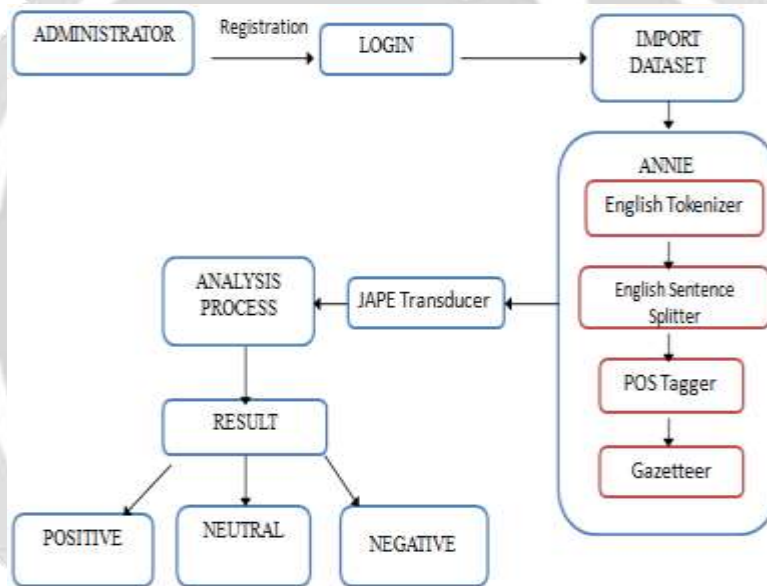 ADMINISTRATOR
Registration
LOGIN
IMPORT
DATASET
ANNIE
English Tokenizer
English Sentence
Splitter
POS Tagger
Gazetteer
JAPE Transducer
ANALYSIS
PROCESS
RESULT
POSITIVE
NEUTRAL
NEGATIVE